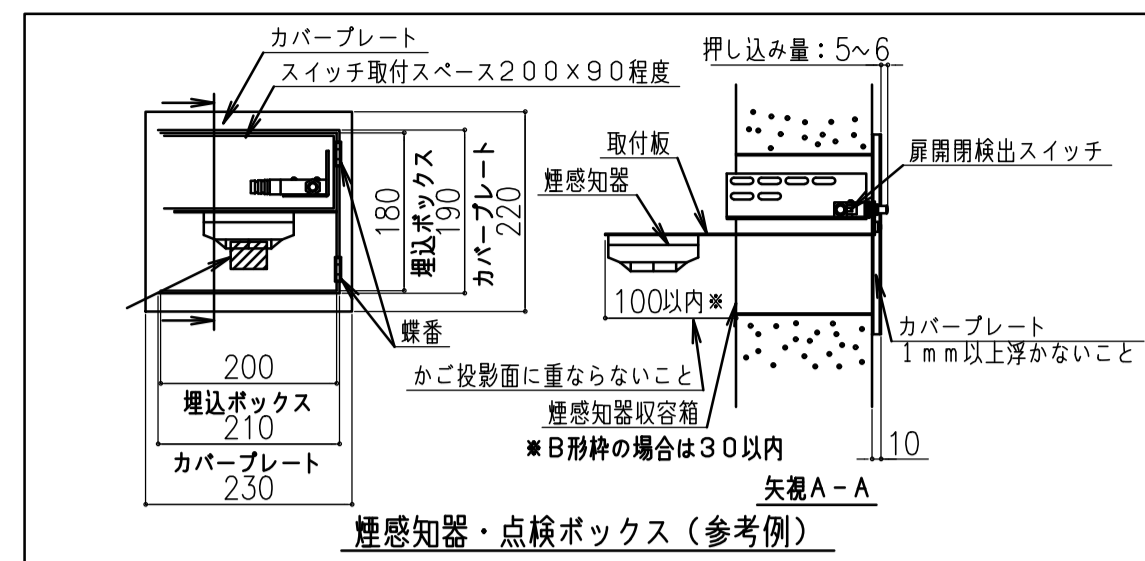 カバープレート
スイッチ取付スペース200×90程度
180
埋込ボックス
190
カバープレート
220
蝶番
200
埋込ボックス
210
カバープレート
230
押し込み量：5~6
取付板
煙感知器
扉開閉検出スイッチ
100以内※
かご投影面に重ならないこと
煙感知器収容箱
※B形枠の場合は30以内
カバープレート
1mm以上浮かないこと
10
矢視A－A
煙感知器・点検ボックス（参考例）